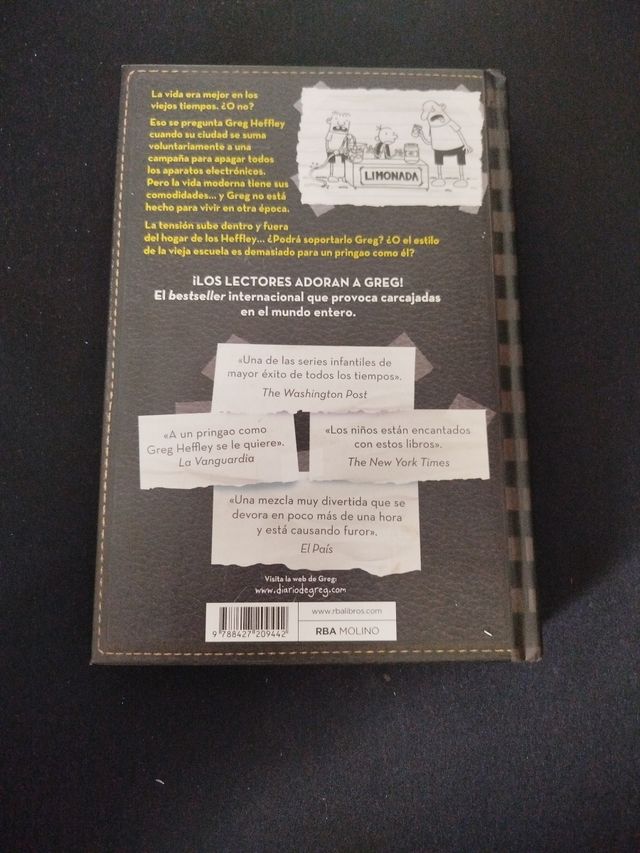 La vida era mejor en los
viejos tiempos. ¿O no?
Eso se pregunta Greg Heffley
cuando su ciudad se suma
voluntariamente a una
campaña para apagar todos
los aparatos electrónicos.
Pero la vida moderna tiene sus
comodidades... y Greg no está
hecho para vivir en otra época.
La tensión sube dentro y fuera
del hogar de los Heffley... ¿Podrá soportarlo Greg? ¿O el estilo
de la vieja escuela es demasiado para un pringao como él?
LIMONADA
¡LOS LECTORES ADORAN A GREG!
El bestseller internacional que provoca carcajadas
en el mundo entero.
«Una de las series infantiles de
mayor éxito de todos los tiempos».
The Washington Post
«A un pringao como
Greg Heffley se le quiere».
La Vanguardia
«Los niños están encantados
con estos libros».
The New York Times
«Una mezcla muy divertida que se
devora en poco más de una hora
y está causando furor».
El País
Visita la web de Greg:
www.diariodegreg.com
9 788427 209442
www.rbalibros.com
RBA MOLINO